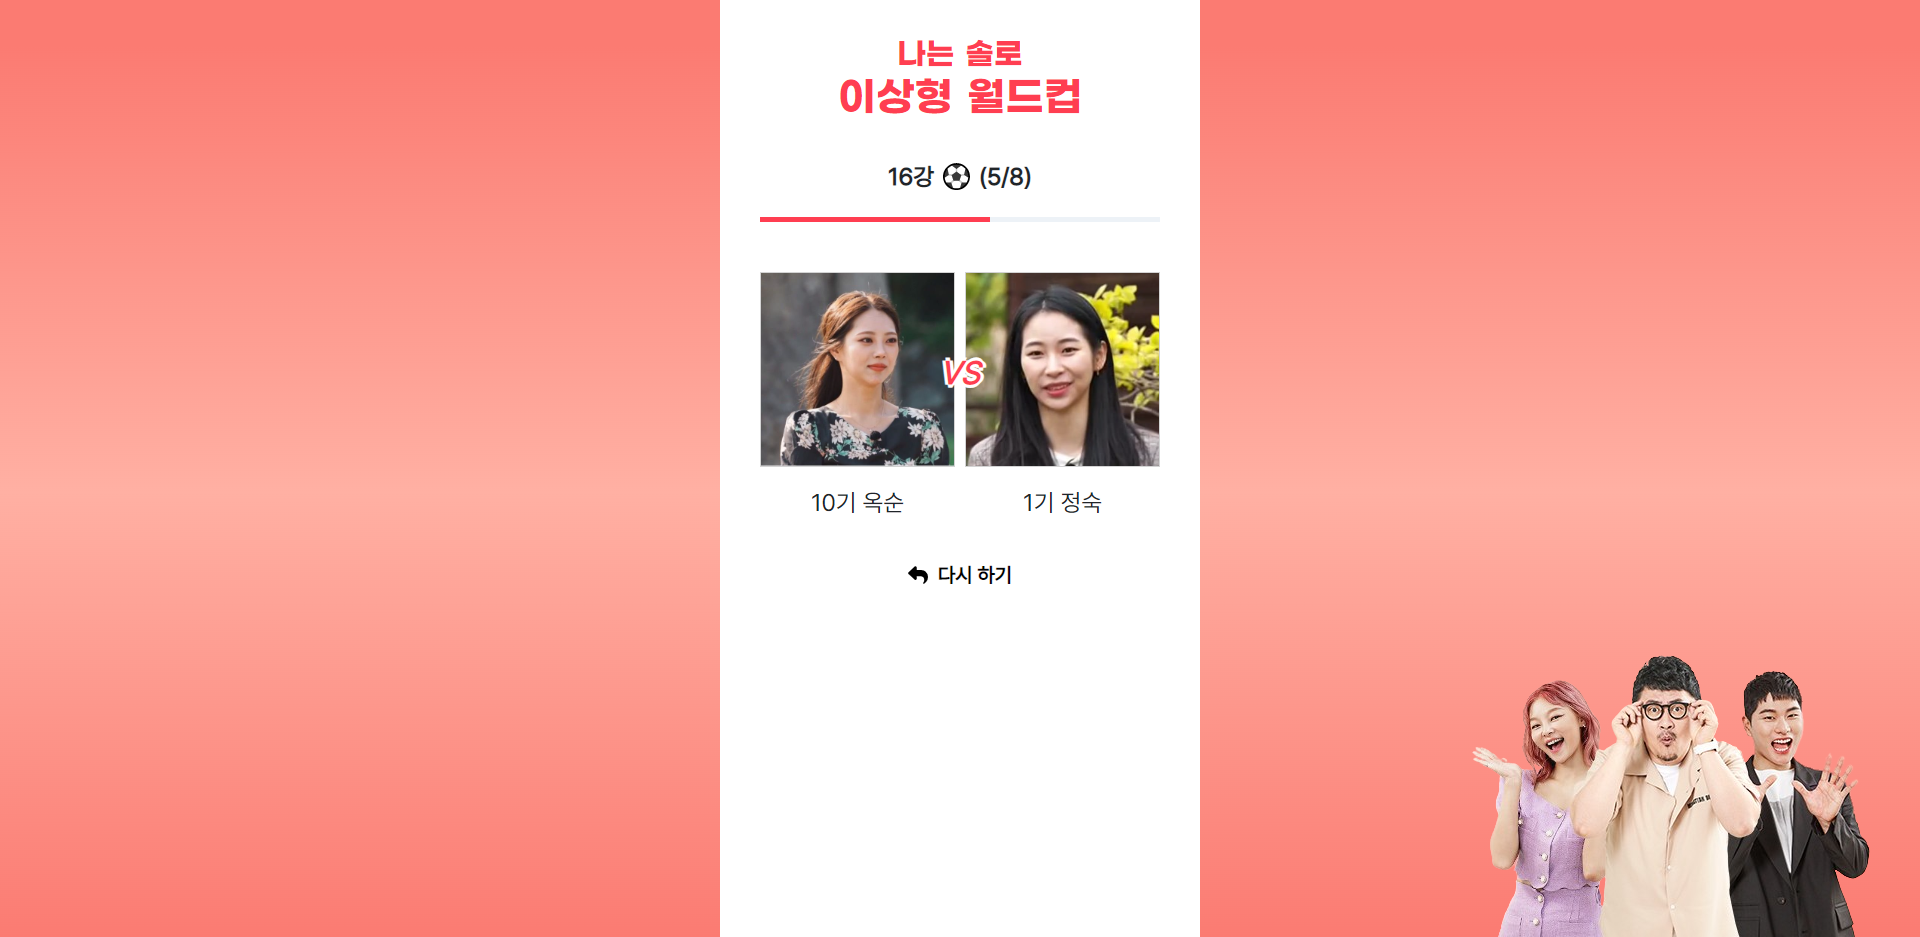 나는 솔로
이상형 월드컵
16강 ⚽ (5/8)
VS
10기 옥순
1기 정숙
다시 하기